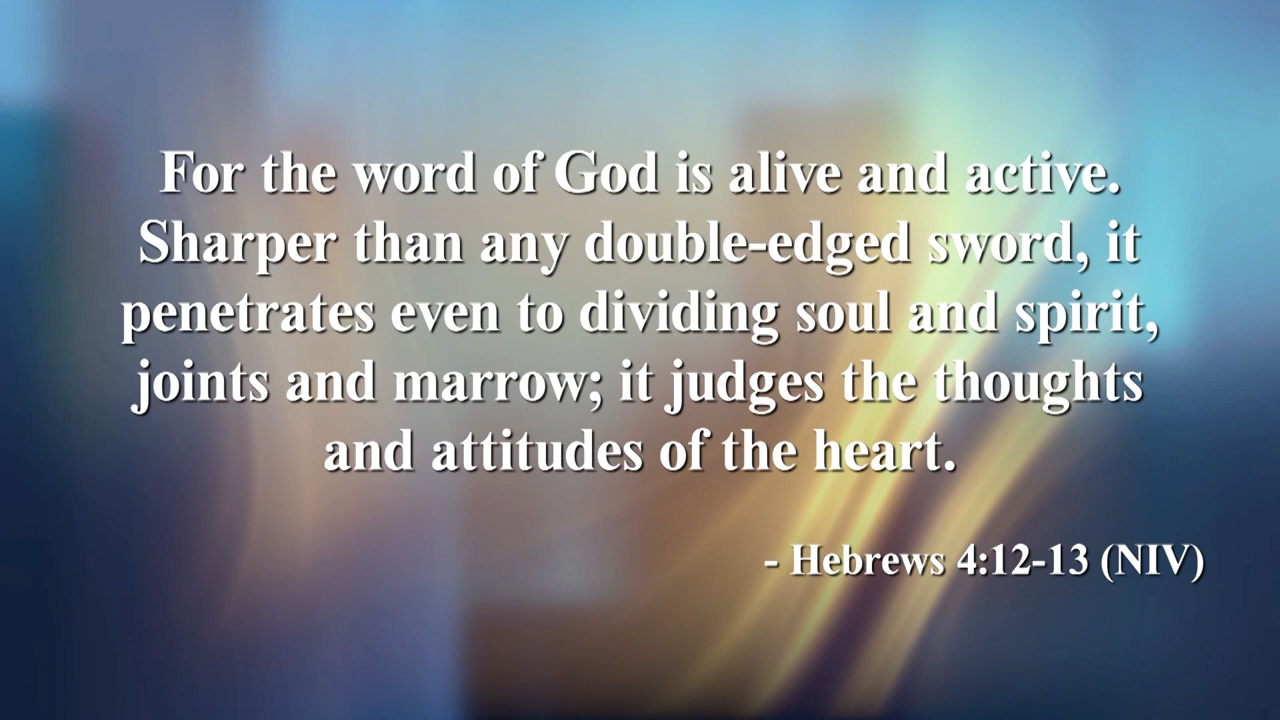 For the word of God is alive and active.
Sharper than any double-edged sword, it
penetrates even to dividing soul and spirit,
joints and marrow; it judges the thoughts
and attitudes of the heart.
- Hebrews 4:12-13 (NIV)